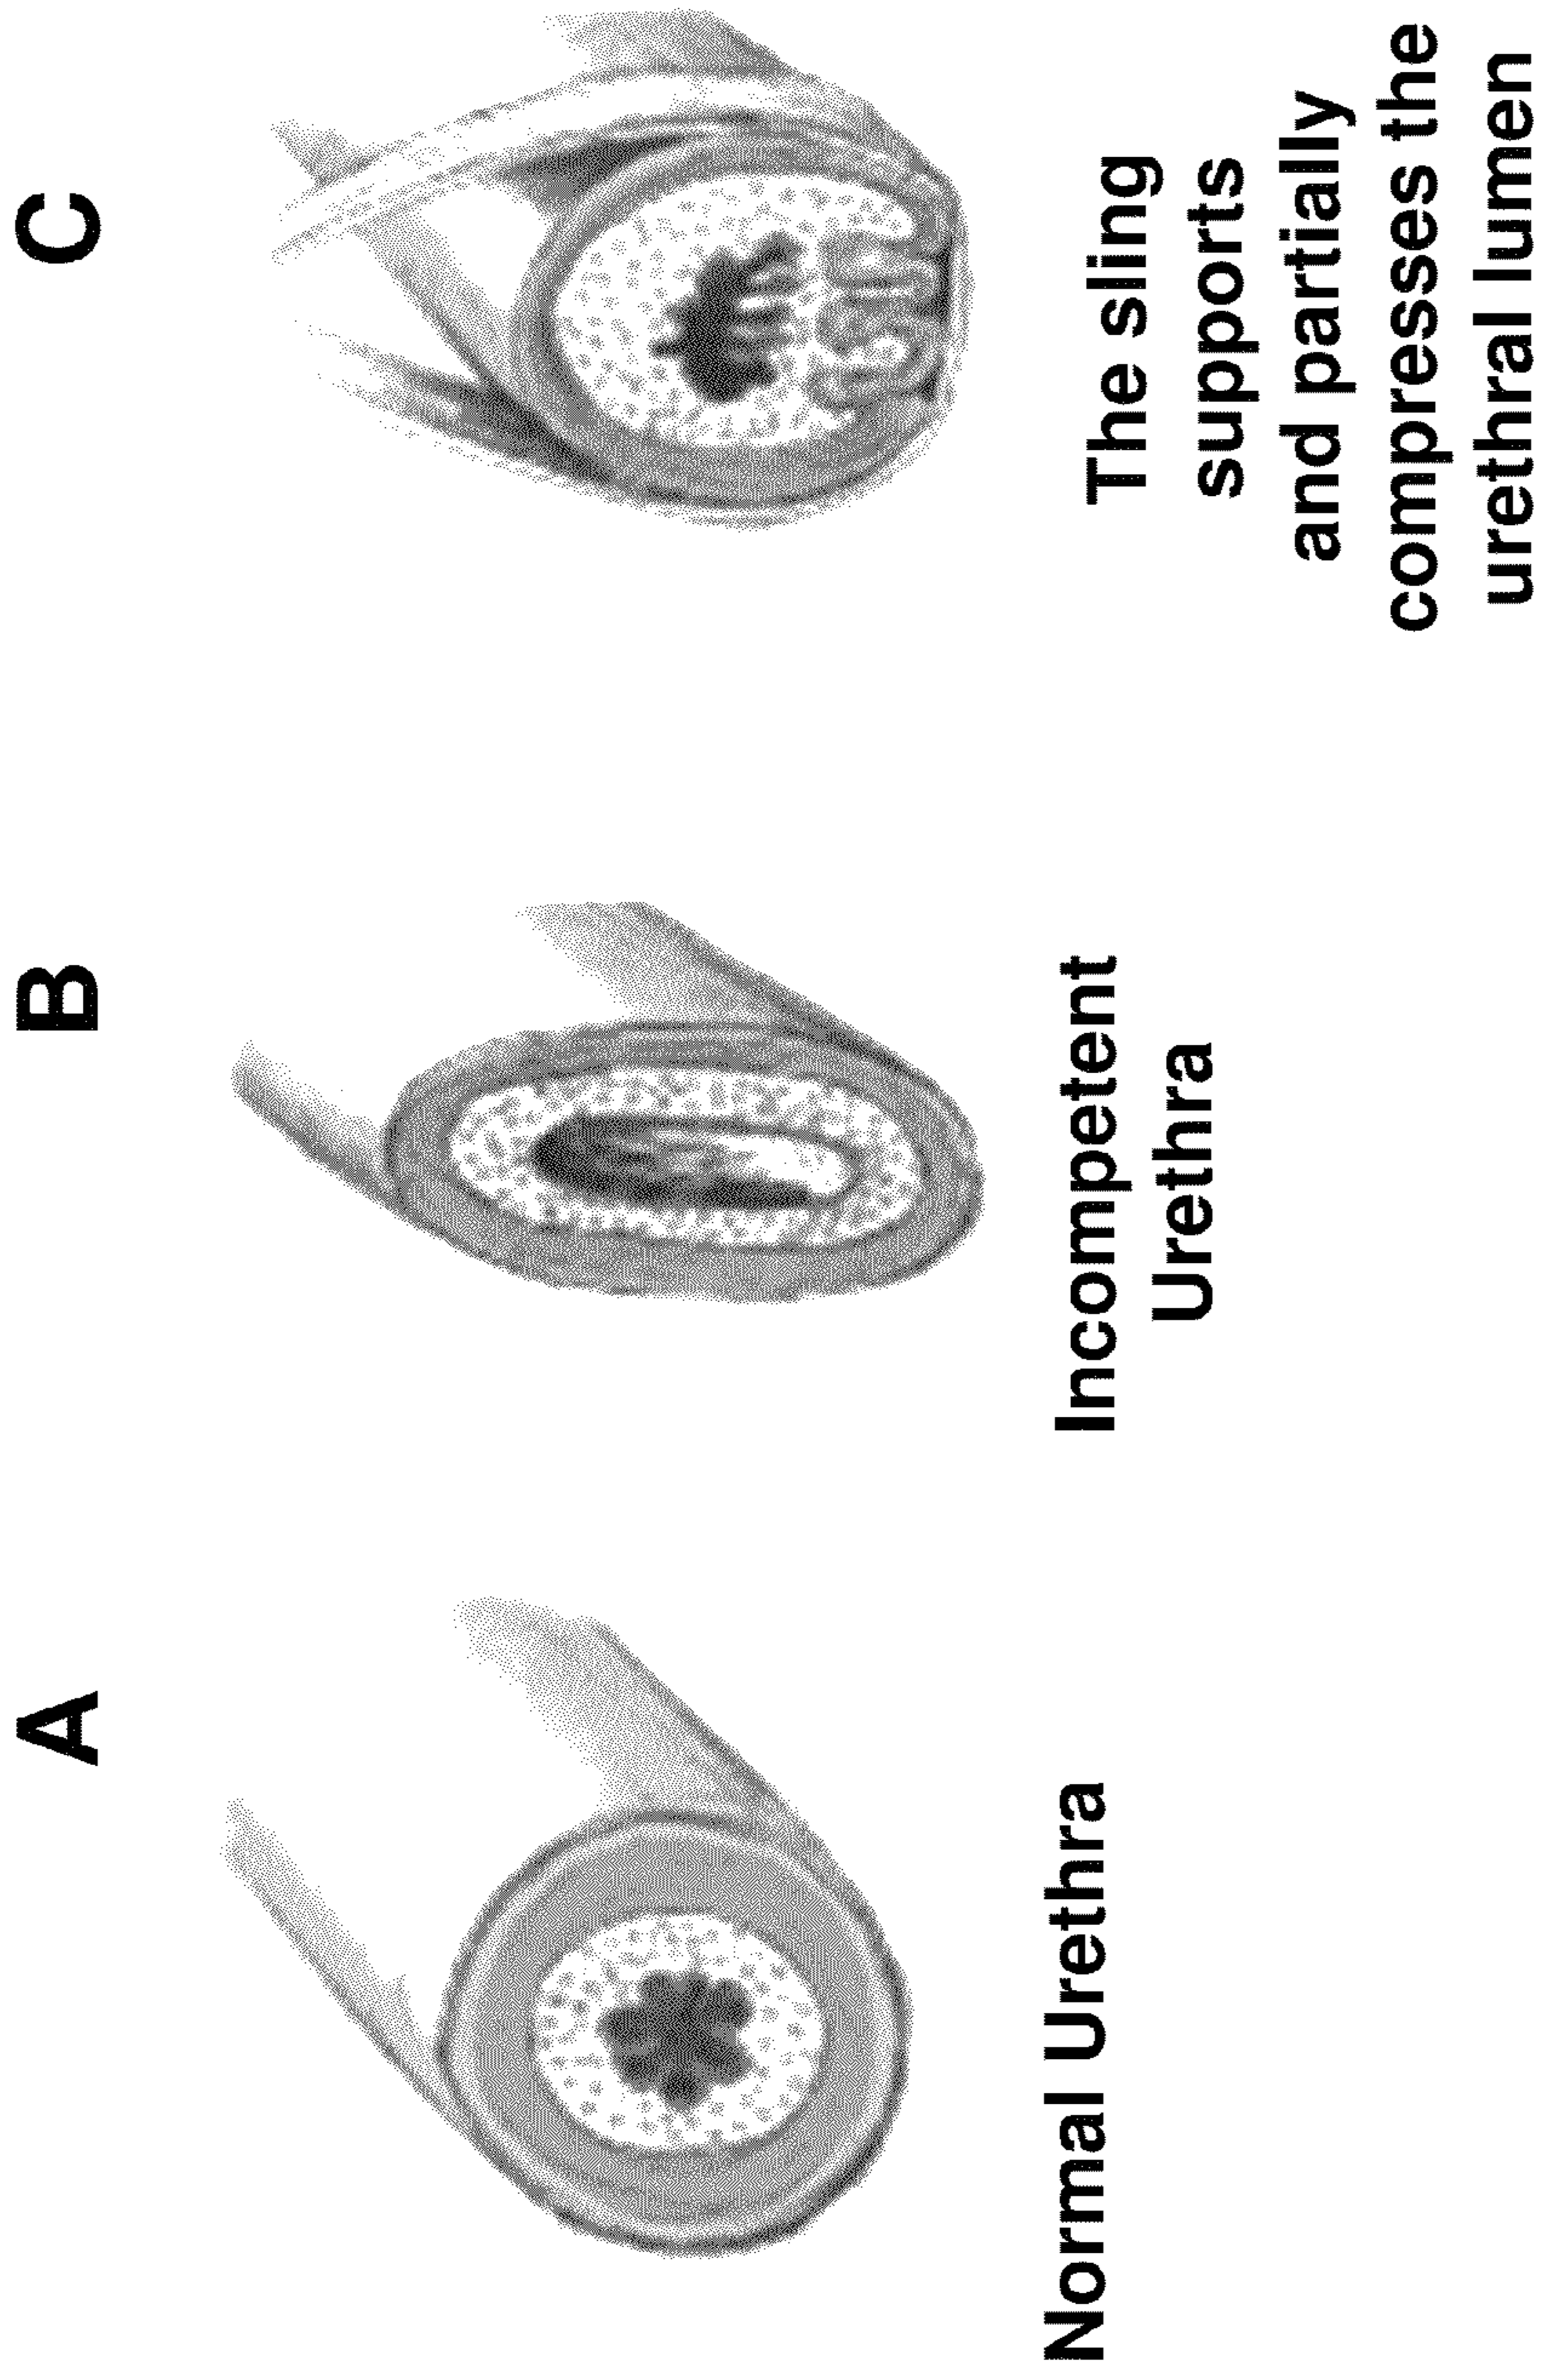 A
Normal Urethra
B
Incompetent
Urethra
C
The sling
supports
and partially
compresses the
urethral lumen